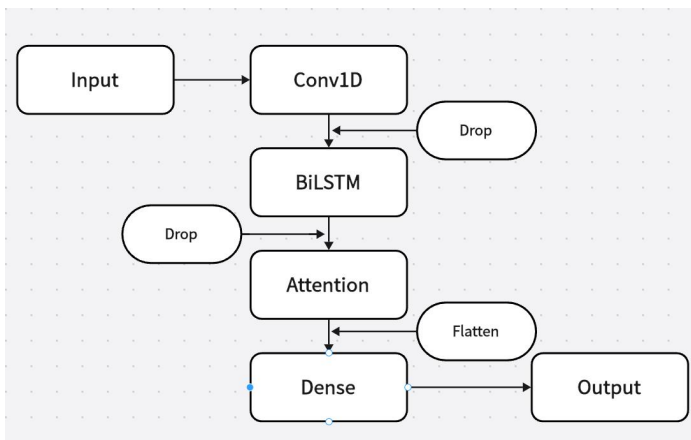 Input
Conv1D
Drop
BiLSTM
Drop
Attention
Flatten
Dense
Output